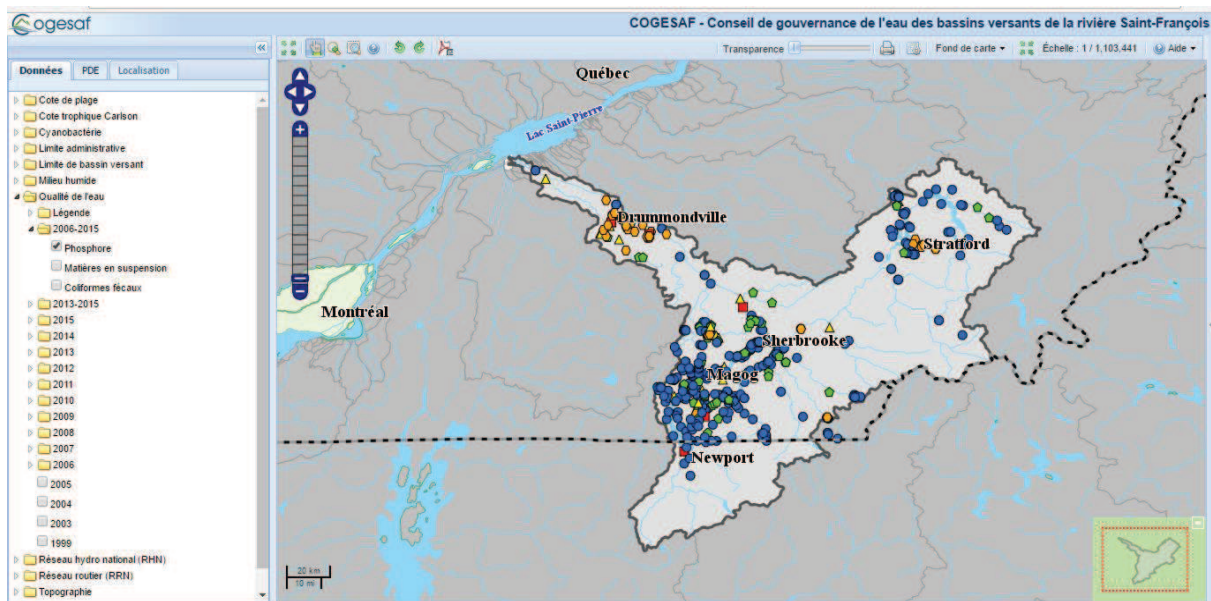 Cogesaf
COGESAF - Conseil de gouvernance de l'eau des bassins versants de la rivière Saint-François
Transparence
Fond de carte
Échelle : 1 / 1,103,441
Aide
Données
PDE
Localisation
Cote de plage
Cote trophique Carlson
Cyanobactérie
Limite administrative
Limite de bassin versant
Milieu humide
Qualité de l'eau
Légende
2006-2015
Phosphore
Matières en suspension
Coliformes fécaux
2013-2015
2015
2014
2013
2012
2011
2010
2009
2008
2007
2006
2005
2004
2003
1999
Réseau hydro national (RHN)
Réseau routier (RRN)
Topographie
Québec
Lac Saint-Pierre
Drummondville
Stratford
Montréal
Sherbrooke
Magog
Newport
20 km
10 mi